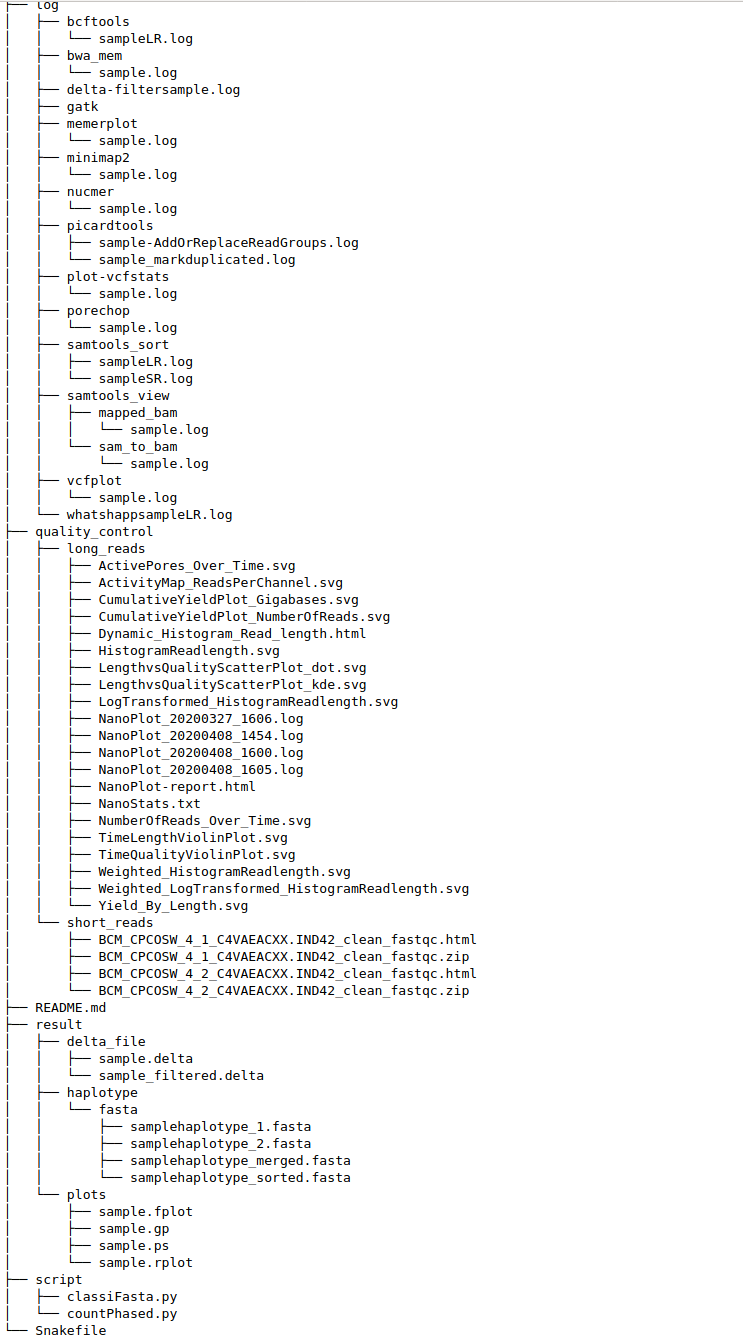 ├── log
│   ├── bcftools
│   │   └── sampleLR.log
│   ├── bwa_mem
│   │   └── sample.log
│   ├── delta-filtersample.log
│   ├── gatk
│   ├── memerplot
│   │   └── sample.log
│   ├── minimap2
│   │   └── sample.log
│   ├── nucmer
│   │   └── sample.log
│   ├── picardtools
│   │   ├── sample-AddOrReplaceReadGroups.log
│   │   └── sample_markduplicated.log
│   ├── plot-vcfstats
│   │   └── sample.log
│   ├── porechop
│   │   └── sample.log
│   ├── samtools_sort
│   │   ├── sampleLR.log
│   │   └── sampleSR.log
│   ├── samtools_view
│   │   ├── mapped_bam
│   │   │   └── sample.log
│   │   └── sam_to_bam
│   │       └── sample.log
│   ├── vcfplot
│   │   └── sample.log
│   └── whatshappsampleLR.log
├── quality_control
│   ├── long_reads
│   │   ├── ActivePores_Over_Time.svg
│   │   ├── ActivityMap_ReadsPerChannel.svg
│   │   ├── CumulativeYieldPlot_Gigabases.svg
│   │   ├── CumulativeYieldPlot_NumberOfReads.svg
│   │   ├── Dynamic_Histogram_Read_length.html
│   │   ├── HistogramReadlength.svg
│   │   ├── LengthvsQualityScatterPlot_dot.svg
│   │   ├── LengthvsQualityScatterPlot_kde.svg
│   │   ├── LogTransformed_HistogramReadlength.svg
│   │   ├── NanoPlot_20200327_1606.log
│   │   ├── NanoPlot_20200408_1454.log
│   │   ├── NanoPlot_20200408_1600.log
│   │   ├── NanoPlot_20200408_1605.log
│   │   ├── NanoPlot-report.html
│   │   ├── NanoStats.txt
│   │   ├── NumberOfReads_Over_Time.svg
│   │   ├── TimeLengthViolinPlot.svg
│   │   ├── TimeQualityViolinPlot.svg
│   │   ├── Weighted_HistogramReadlength.svg
│   │   ├── Weighted_LogTransformed_HistogramReadlength.svg
│   │   └── Yield_By_Length.svg
│   └── short_reads
│       ├── BCM_CPCOSW_4_1_C4VAEACXX.IND42_clean_fastqc.html
│       ├── BCM_CPCOSW_4_1_C4VAEACXX.IND42_clean_fastqc.zip
│       ├── BCM_CPCOSW_4_2_C4VAEACXX.IND42_clean_fastqc.html
│       └── BCM_CPCOSW_4_2_C4VAEACXX.IND42_clean_fastqc.zip
├── README.md
├── result
│   ├── delta_file
│   │   ├── sample.delta
│   │   └── sample_filtered.delta
│   ├── haplotype
│   │   └── fasta
│   │       ├── samplehaplotype_1.fasta
│   │       ├── samplehaplotype_2.fasta
│   │       ├── samplehaplotype_merged.fasta
│   │       └── samplehaplotype_sorted.fasta
│   └── plots
│       ├── sample.fplot
│       ├── sample.gp
│       ├── sample.ps
│       └── sample.rplot
├── script
│   ├── classiFasta.py
│   └── countPhased.py
└── Snakefile